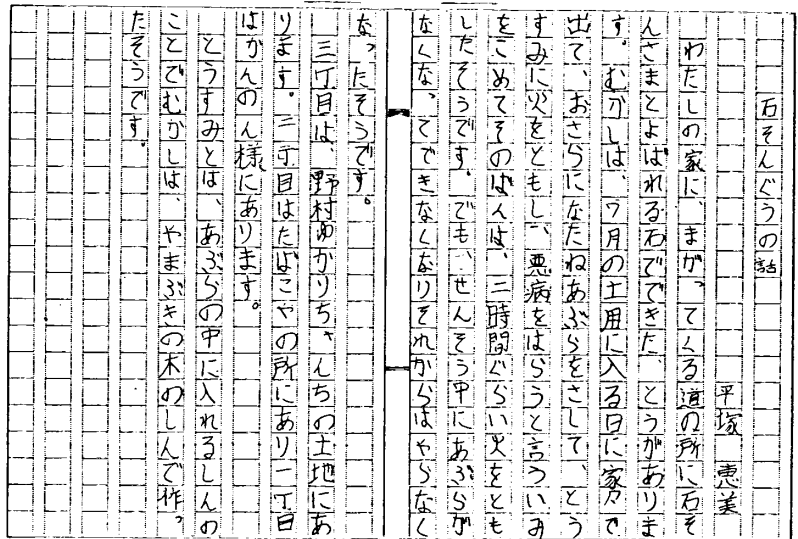 石そんぐうの話
平塚 恵美
わたしの家に、まがってくる道の所に石そ
んさまとよばれる石でできた、とうがありま
す。むかしは、7月の土用に入る日に家々で
出て、おさらになたねあぶらをさして、とう
すみに火をともし、悪病をはらうと言ういみ
をこめてそのばんは、二時間ぐらい火をとも
したそうです。でも、せんそう中にあぶらが
なくなってできなくなりそれからはやらなく
なったそうです。
三丁目は、野村ゆかりちゃんちの土地にあ
ります。二丁目はたばこやの所にあり一丁目
はかんのん様にあります。
とうすみとは、あぶらの中に入れるしんの
ことでむかしは、やまぶきの木のしんで作っ
たそうです。